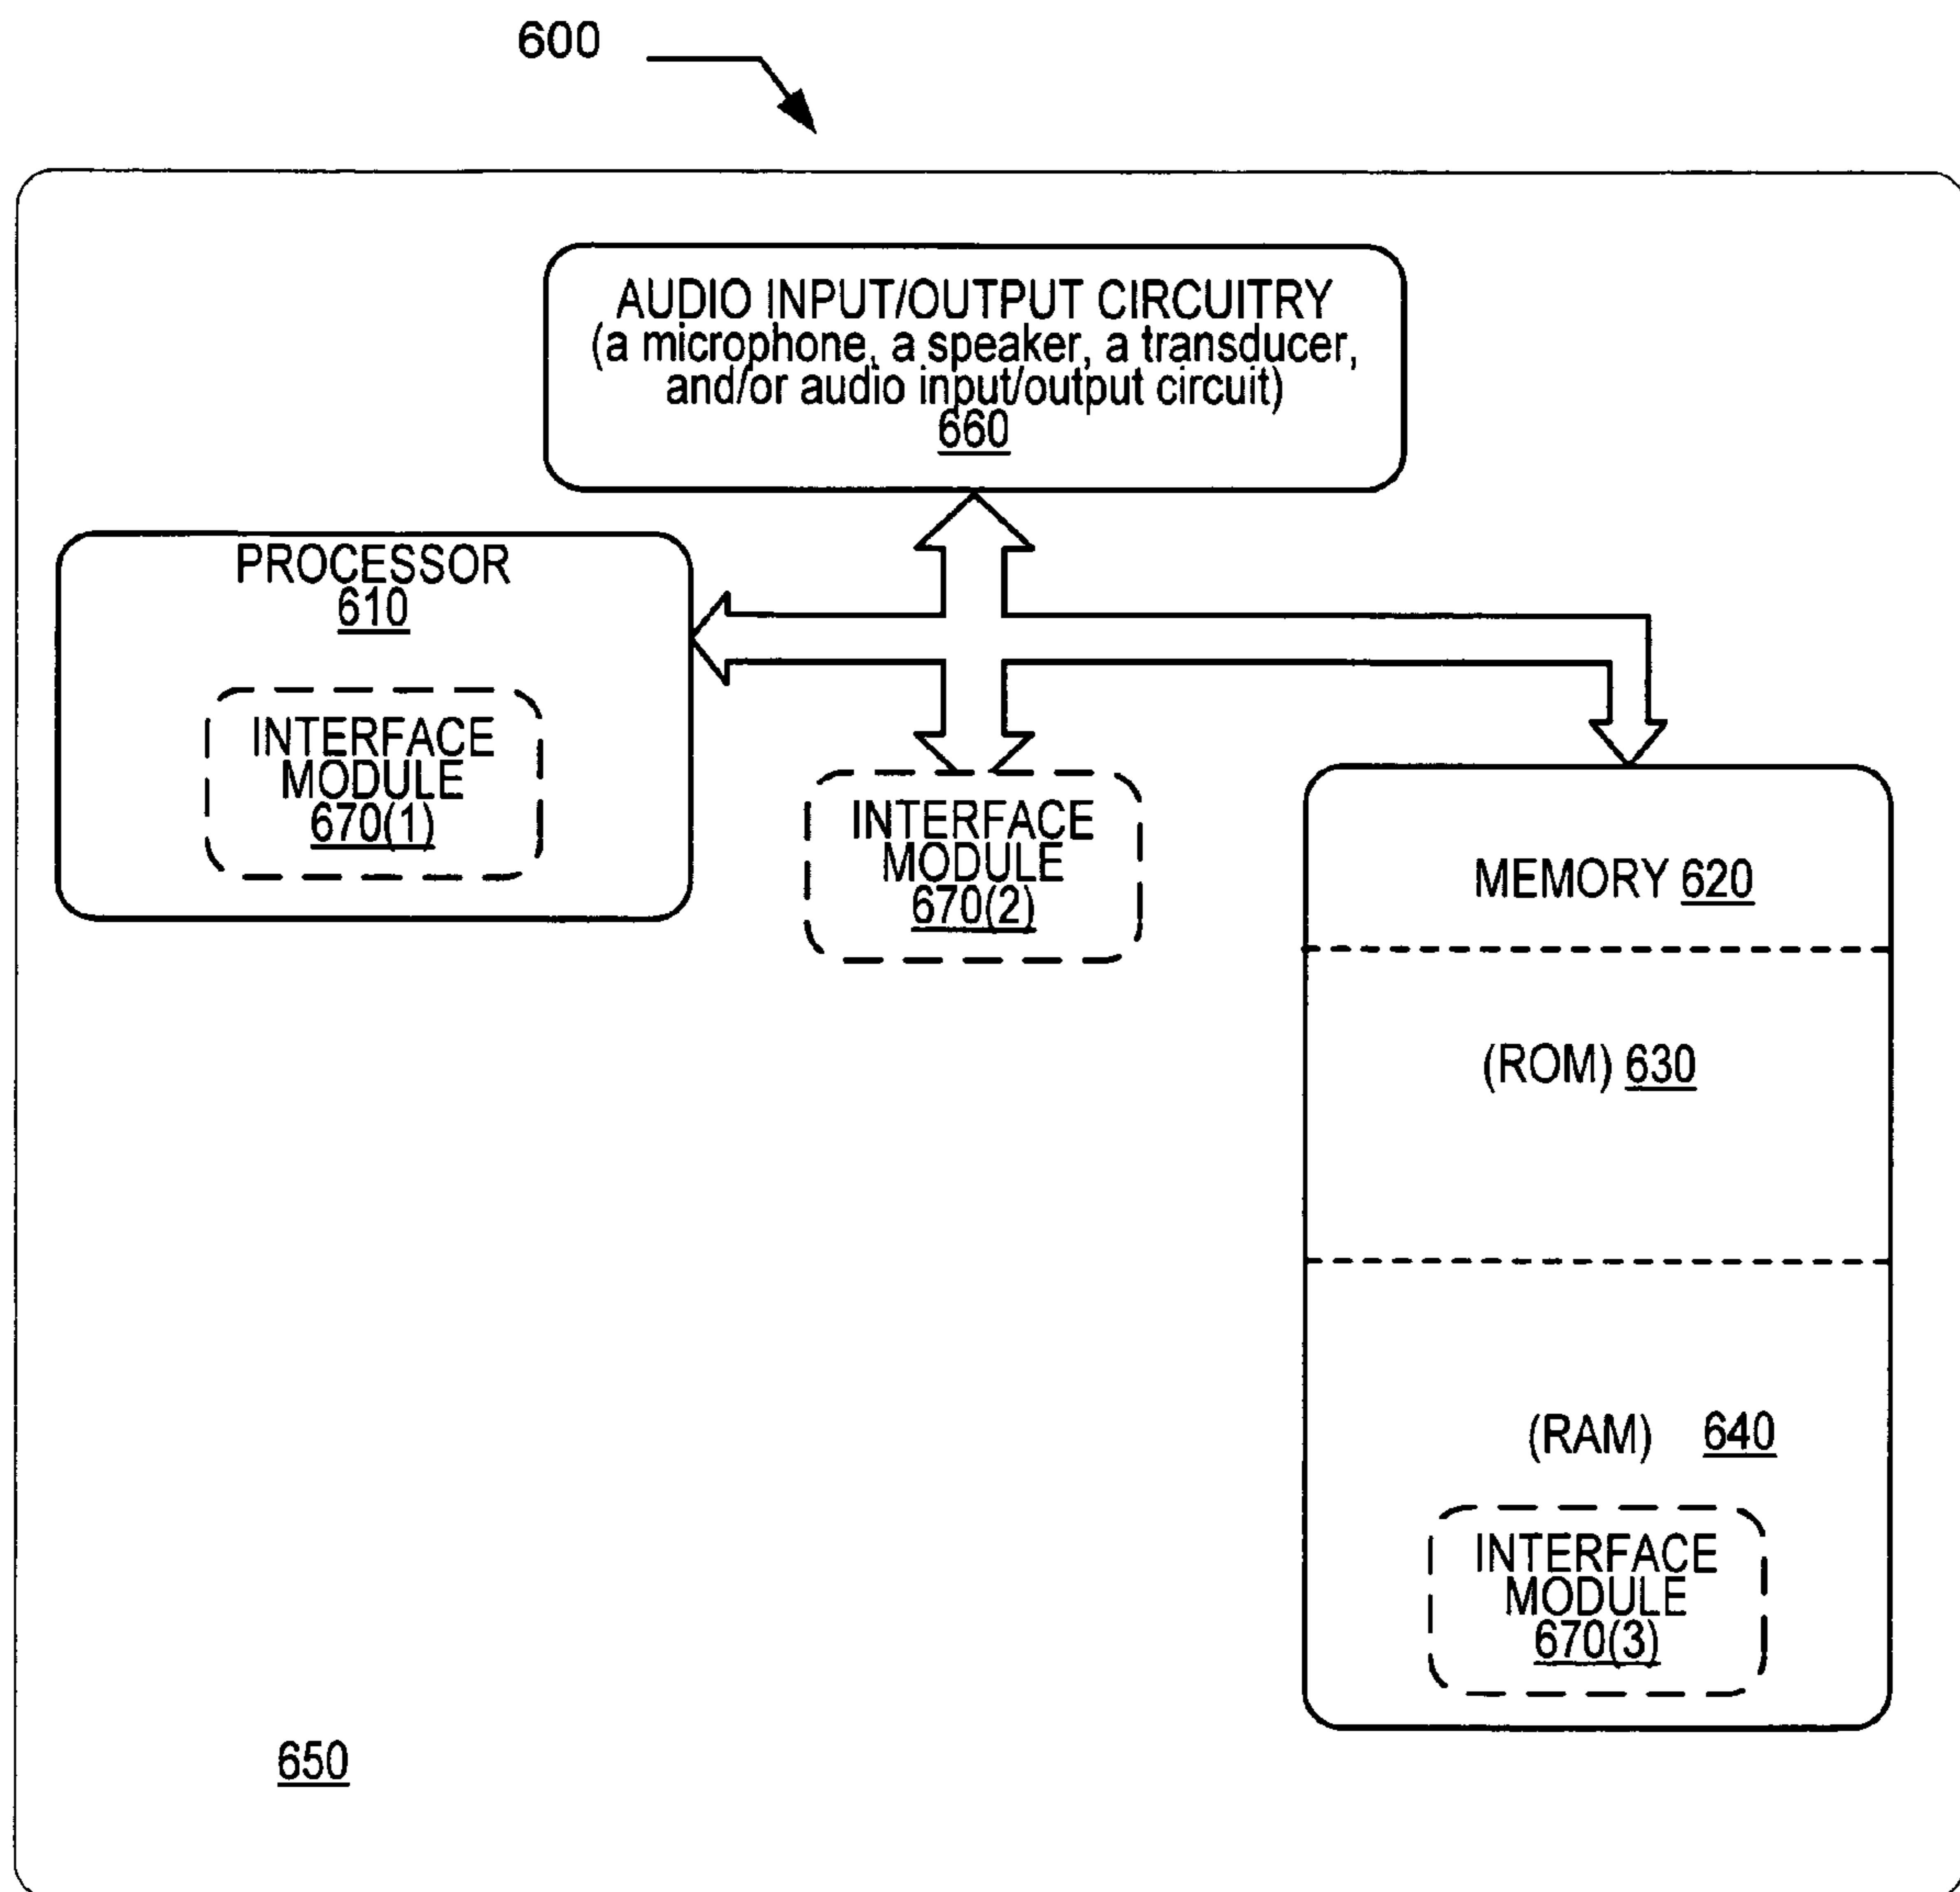 600
AUDIO INPUT/OUTPUT CIRCUITRY
(a microphone, a speaker, a transducer,
and/or audio input/output circuit)
660
PROCESSOR
610
INTERFACE
MODULE
670(1)
INTERFACE
MODULE
670(2)
MEMORY 620
(ROM) 630
(RAM) 640
INTERFACE
MODULE
670(3)
650